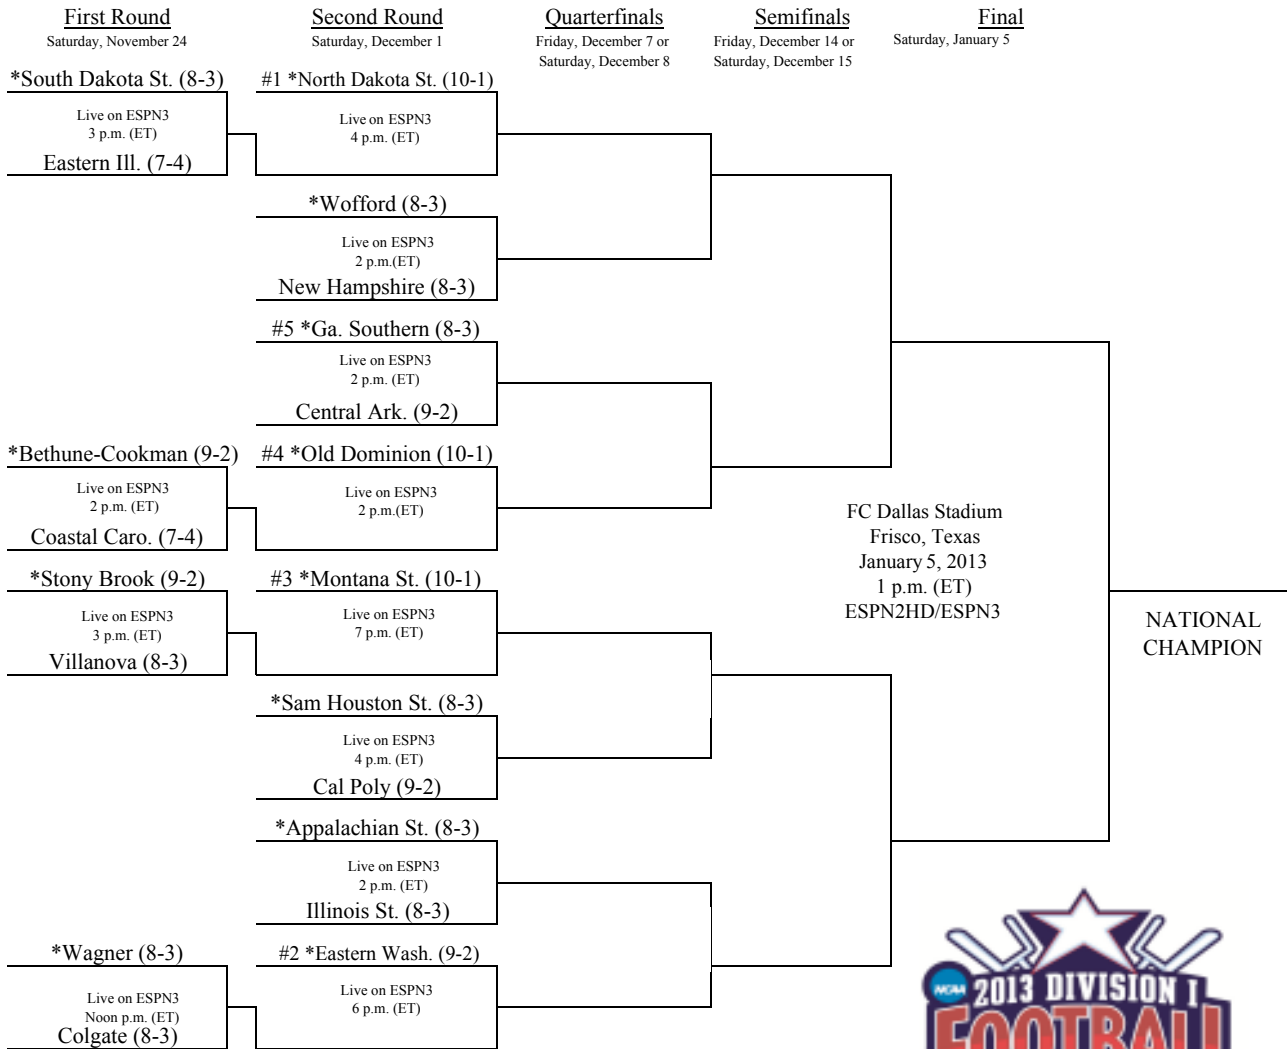 First Round
Saturday, November 24
Second Round
Saturday, December 1
Quarterfinals
Friday, December 7 or
Saturday, December 8
Semifinals
Friday, December 14 or
Saturday, December 15
Final
Saturday, January 5
*South Dakota St. (8-3)
Live on ESPN3
3 p.m. (ET)
Eastern Ill. (7-4)
#1 *North Dakota St. (10-1)
Live on ESPN3
4 p.m. (ET)
*Wofford (8-3)
Live on ESPN3
2 p.m.(ET)
New Hampshire (8-3)
#5 *Ga. Southern (8-3)
Live on ESPN3
2 p.m. (ET)
Central Ark. (9-2)
*Bethune-Cookman (9-2)
Live on ESPN3
2 p.m. (ET)
Coastal Caro. (7-4)
#4 *Old Dominion (10-1)
Live on ESPN3
2 p.m.(ET)
*Stony Brook (9-2)
Live on ESPN3
3 p.m. (ET)
Villanova (8-3)
#3 *Montana St. (10-1)
Live on ESPN3
7 p.m. (ET)
*Sam Houston St. (8-3)
Live on ESPN3
4 p.m. (ET)
Cal Poly (9-2)
*Appalachian St. (8-3)
Live on ESPN3
2 p.m. (ET)
Illinois St. (8-3)
*Wagner (8-3)
Live on ESPN3
Noon p.m. (ET)
Colgate (8-3)
#2 *Eastern Wash. (9-2)
Live on ESPN3
6 p.m. (ET)
FC Dallas Stadium
Frisco, Texas
January 5, 2013
1 p.m. (ET)
ESPN2HD/ESPN3
NATIONAL
CHAMPION
NCAA
2013 DIVISION I
FOOTBALL